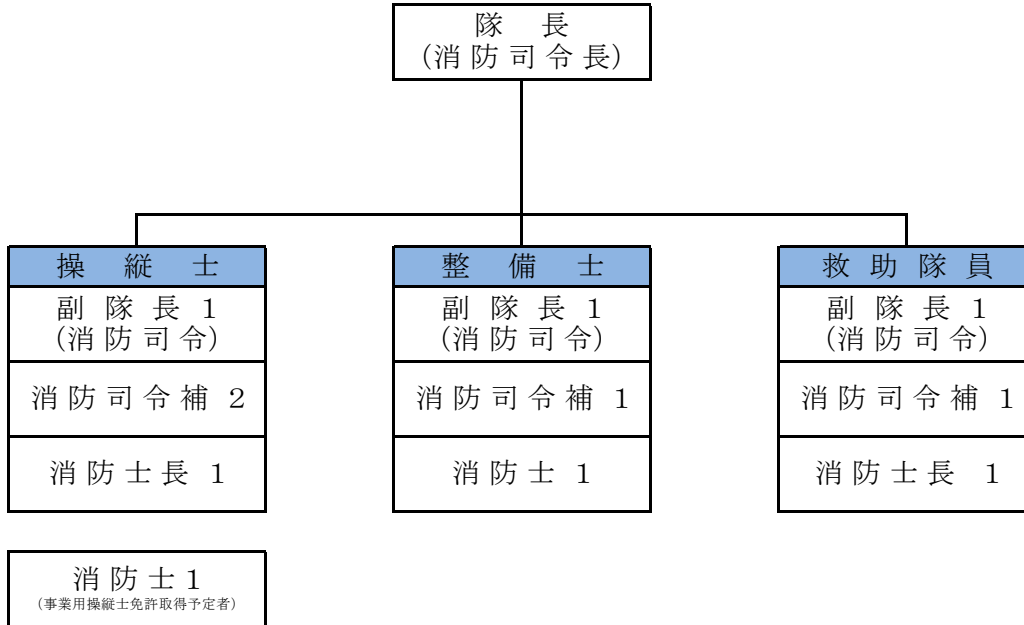 隊長
(消防司令長)
操縦士
副隊長１
(消防司令)
消防司令補 ２
消防士長 １
消防士１
(事業用操縦士免許取得予定者)
整備士
副隊長１
(消防司令)
消防司令補 １
消防士 １
救助隊員
副隊長１
(消防司令)
消防司令補 １
消防士長 １